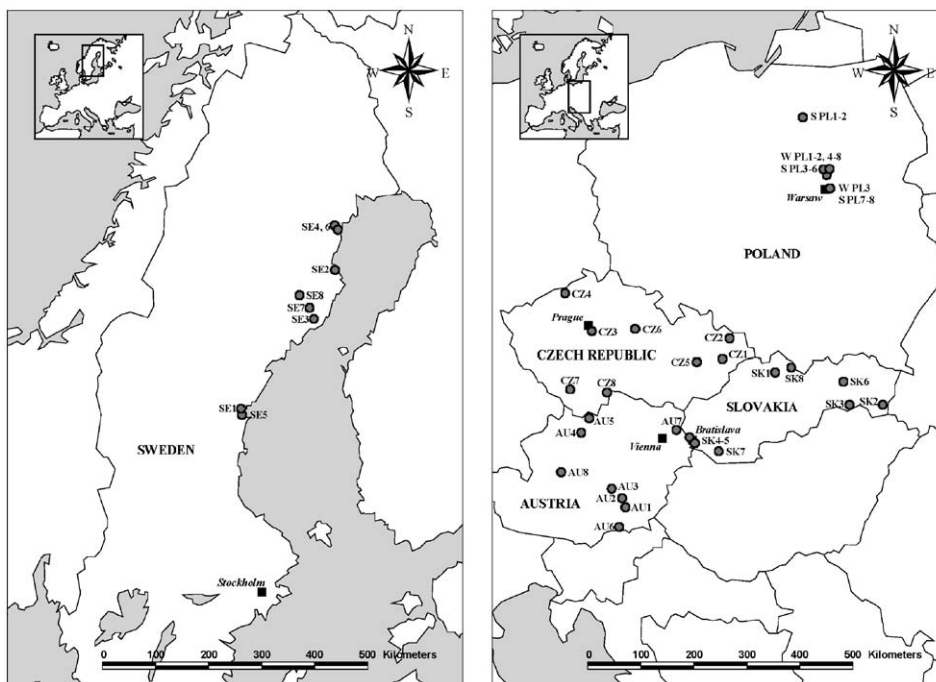 N
W E
S
SE4, 6
SE2
SE8
SE7
SE3
SE1
SE5
SWEDEN
Stockholm
0 100 200 300 400 500 Kilometers
N
W E
S
S PL1-2
W PL1-2, 4-8
S PL3-6
W PL3
Warsaw
S PL7-8
POLAND
CZ4
Prague
CZ3
CZ6
CZ2
CZECH REPUBLIC
CZ5
CZ1
SK1
SK8
SK6
CZ7
CZ8
SLOVAKIA
SK3
SK2
AU5
AU4
AU7
Bratislava
Vienna
SK4-5
SK7
AU8
AU3
AU2
AUSTRIA
AU1
AU6
0 100 200 300 400 500 Kilometers